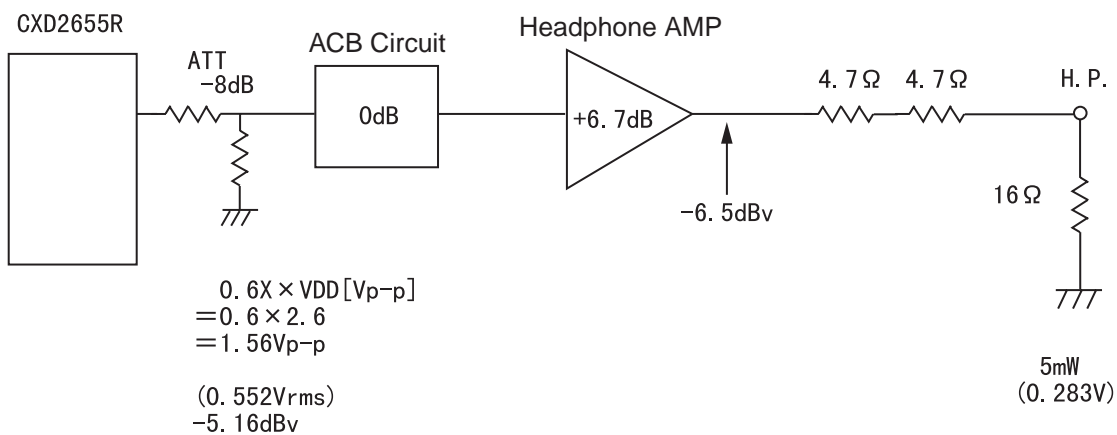 CXD2655R
ATT
-8dB
ACB Circuit
0dB
Headphone AMP
+6.7dB
-6.5dBv
4.7Ω 4.7Ω
H.P.
16Ω
0.6X×VDD[Vp-p]
=0.6×2.6
=1.56Vp-p
(0.552Vrms)
-5.16dBv
5mW
(0.283V)